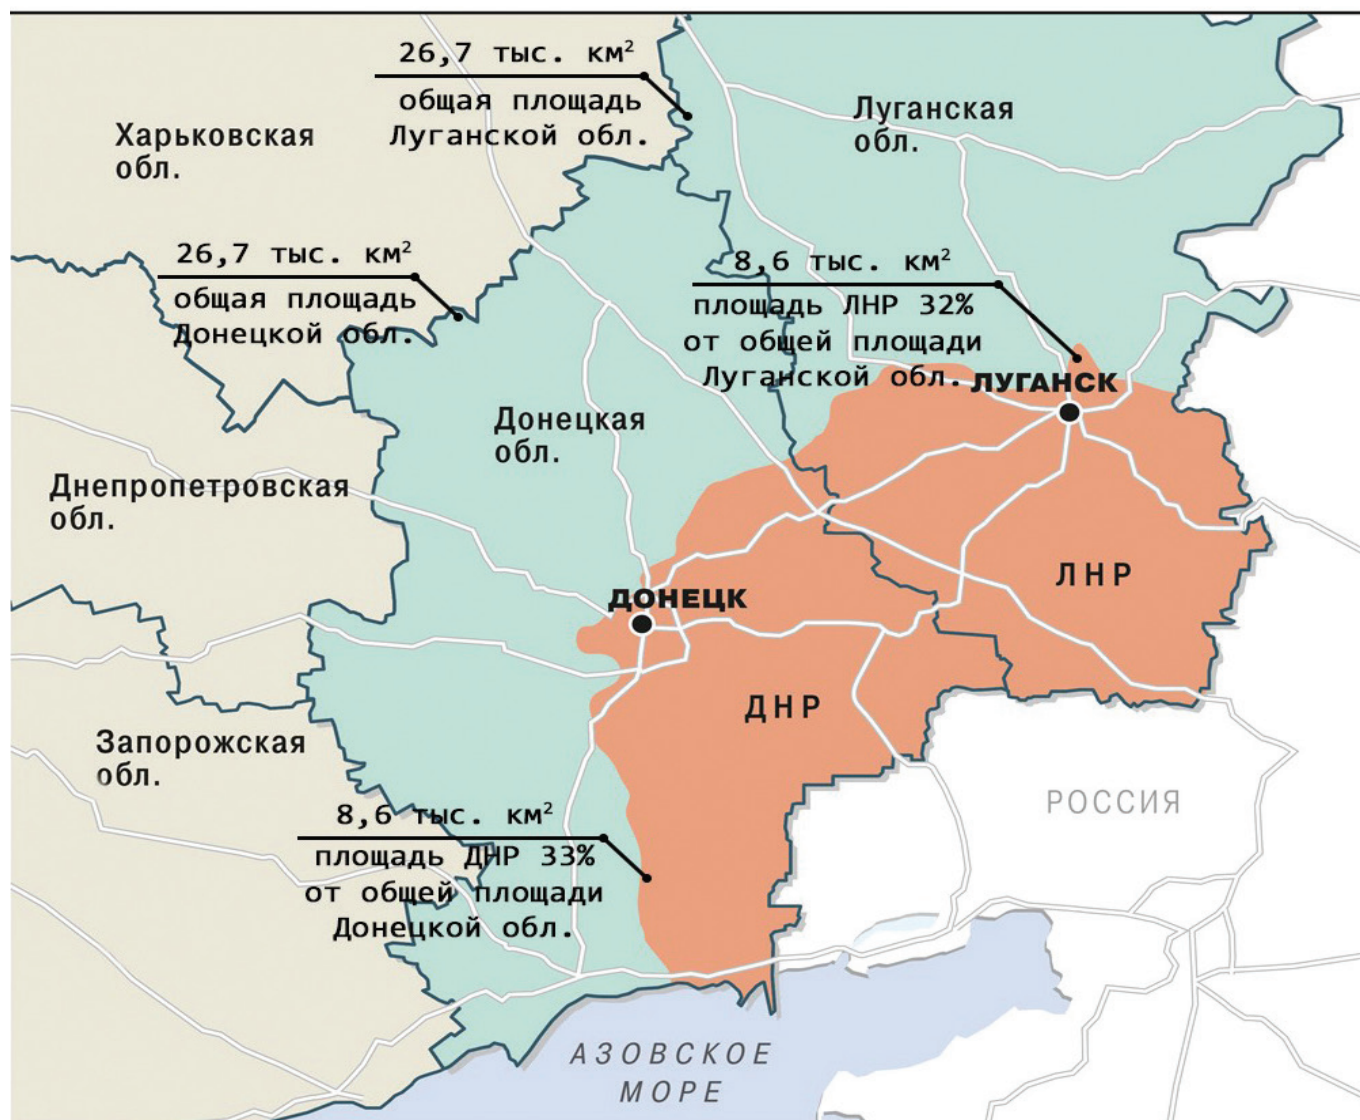 26,7 тыс. км²
общая площадь
Луганской обл.
Луганская
обл.
Харьковская
обл.
26,7 тыс. км²
общая площадь
Донецкой обл.
8,6 тыс. км²
площадь ЛНР 32%
от общей площади
Луганской обл.
ЛУГАНСК
Донецкая
обл.
Днепропетровская
обл.
ЛНР
ДОНЕЦК
ДНР
Запорожская
обл.
РОССИЯ
8,6 тыс. км²
площадь ДНР 33%
от общей площади
Донецкой обл.
АЗОВСКОЕ
МОРЕ